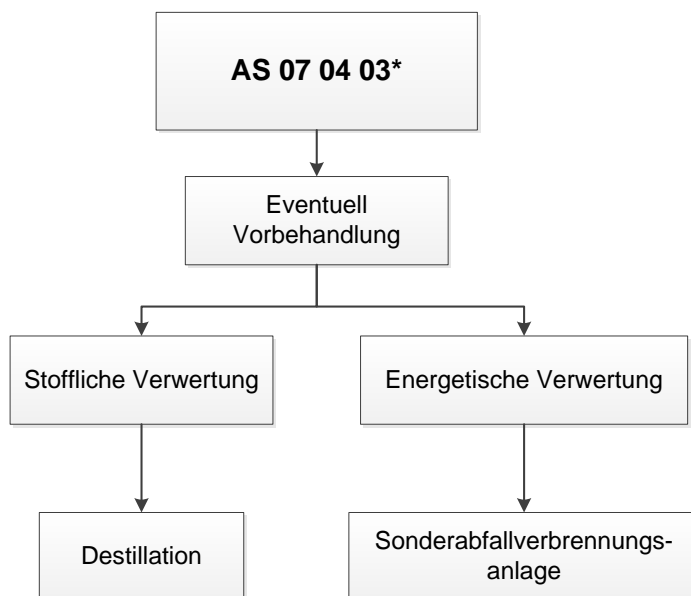 AS 07 04 03*
Eventuell
Vorbehandlung
Stoffliche Verwertung
Energetische Verwertung
Destillation
Sonderabfallverbrennungs-
anlage